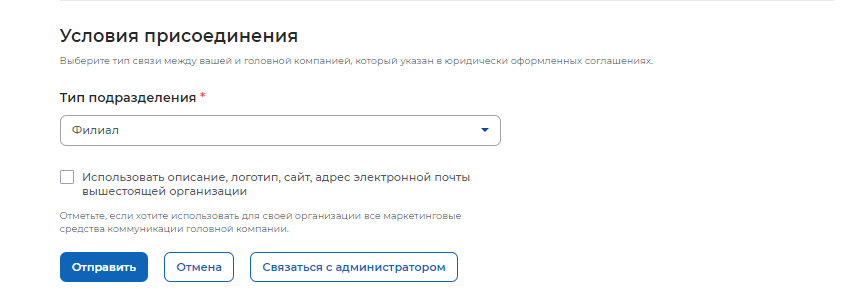 Условия присоединения
Выберите тип связи между вашей и головной компанией, который указан в юридически оформленных соглашениях.
Тип подразделения *
Филиал
Использовать описание, логотип, сайт, адрес электронной почты
вышестоящей организации
Отметьте, если хотите использовать для своей организации все маркетинговые
средства коммуникации головной компании.
Отправить Отмена Связаться с администратором